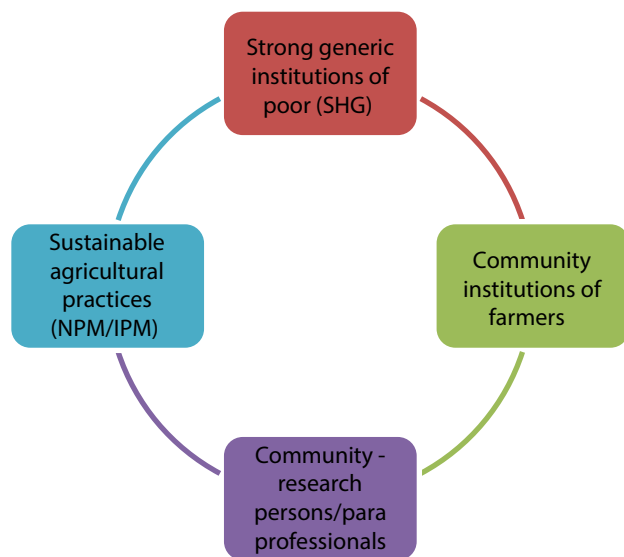 Strong generic
institutions of
poor (SHG)
Community
institutions of
farmers
Community -
research
persons/para
professionals
Sustainable
agricultural
practices
(NPM/IPM)